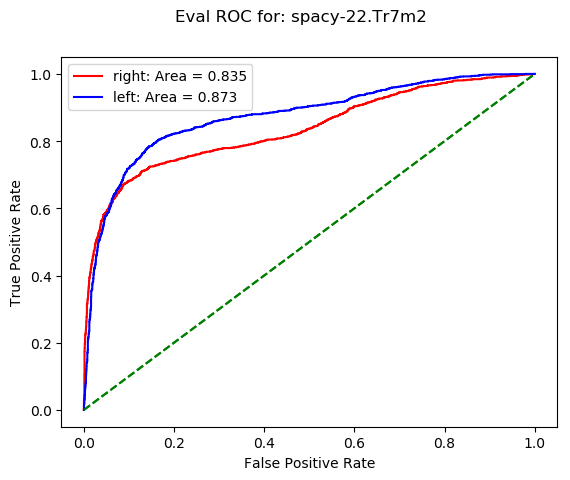 Eval ROC for: spacy-22.Tr7m2
right: Area = 0.835
left: Area = 0.873
1.0
0.8
0.6
0.4
0.2
0.0
True Positive Rate
0.0 0.2 0.4 0.6 0.8 1.0
False Positive Rate